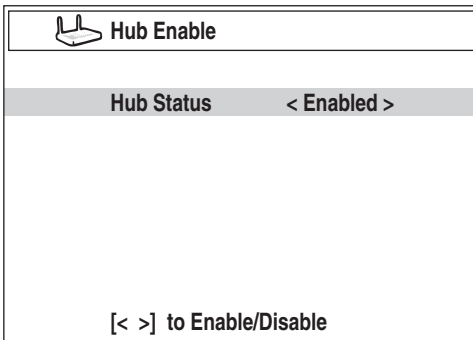 Hub Enable
Hub Status < Enabled >
[< >] to Enable/Disable